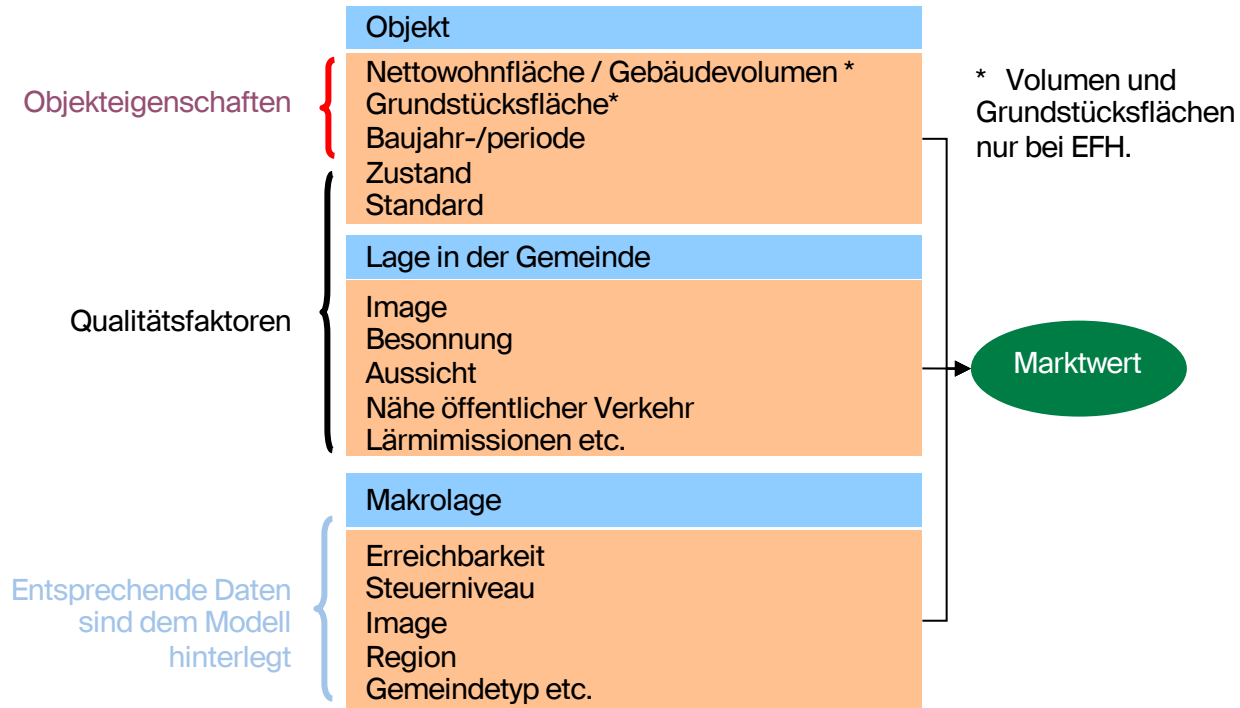 Objekt
Objekteigenschaften
Nettowohnfläche / Gebäudevolumen *
Grundstücksfläche*
Baujahr-/periode
Zustand
Standard
* Volumen und
Grundstücksflächen
nur bei EFH.
Qualitätsfaktoren
Lage in der Gemeinde
Image
Besonnung
Aussicht
Nähe öffentlicher Verkehr
Lärmimissionen etc.
Marktwert
Makrolage
Entsprechende Daten
sind dem Modell
hinterlegt
Erreichbarkeit
Steuerniveau
Image
Region
Gemeindetyp etc.